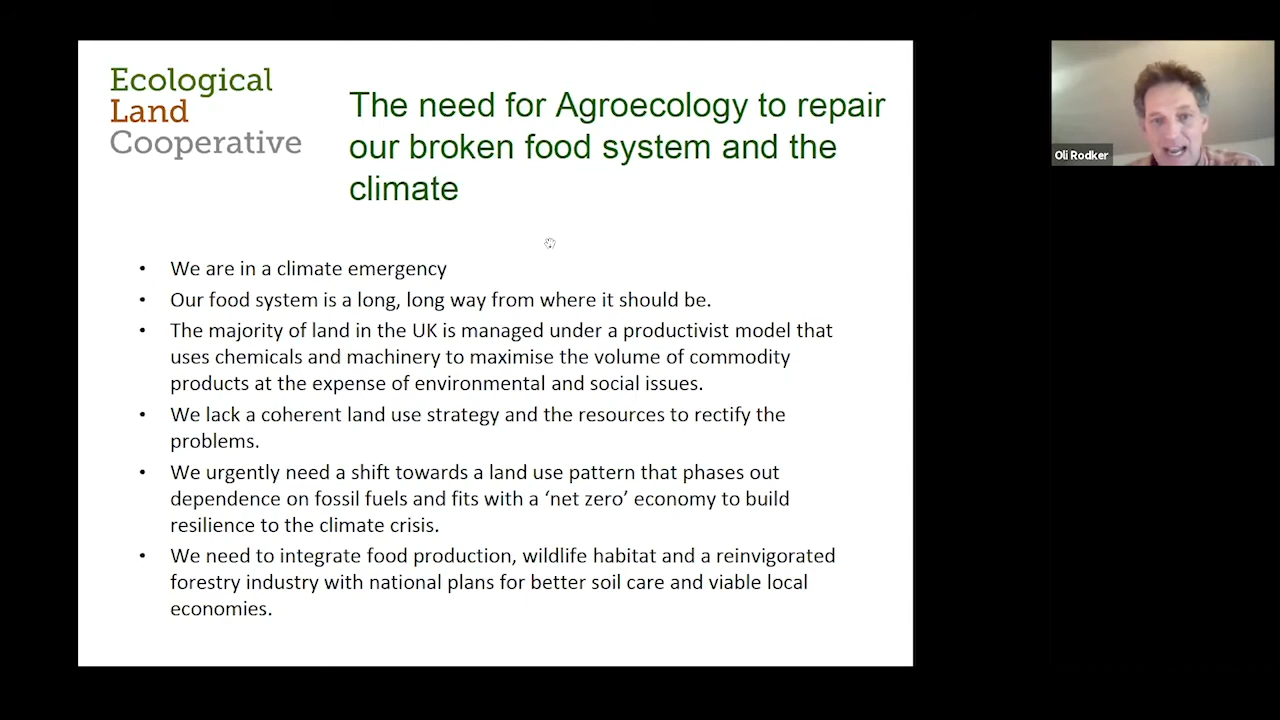 Ecological
Land
Cooperative
The need for Agroecology to repair
our broken food system and the
climate
• We are in a climate emergency
• Our food system is a long, long way from where it should be.
• The majority of land in the UK is managed under a productivist model that
uses chemicals and machinery to maximise the volume of commodity
products at the expense of environmental and social issues.
• We lack a coherent land use strategy and the resources to rectify the
problems.
• We urgently need a shift towards a land use pattern that phases out
dependence on fossil fuels and fits with a ‘net zero’ economy to build
resilience to the climate crisis.
• We need to integrate food production, wildlife habitat and a reinvigorated
forestry industry with national plans for better soil care and viable local
economies.
Oli Rodker